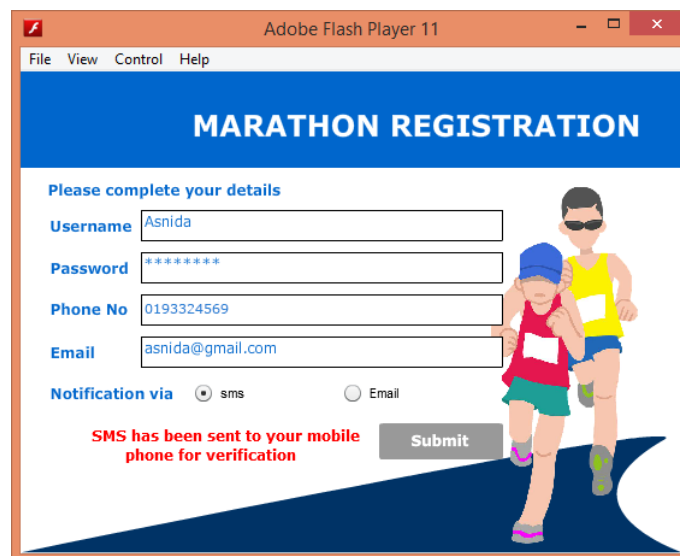 Adobe Flash Player 11
File View Control Help
MARATHON REGISTRATION
Please complete your details
Username Asnida
Password ********
Phone No 0193324569
Email asnida@gmail.com
Notification via sms Email
SMS has been sent to your mobile
phone for verification
Submit